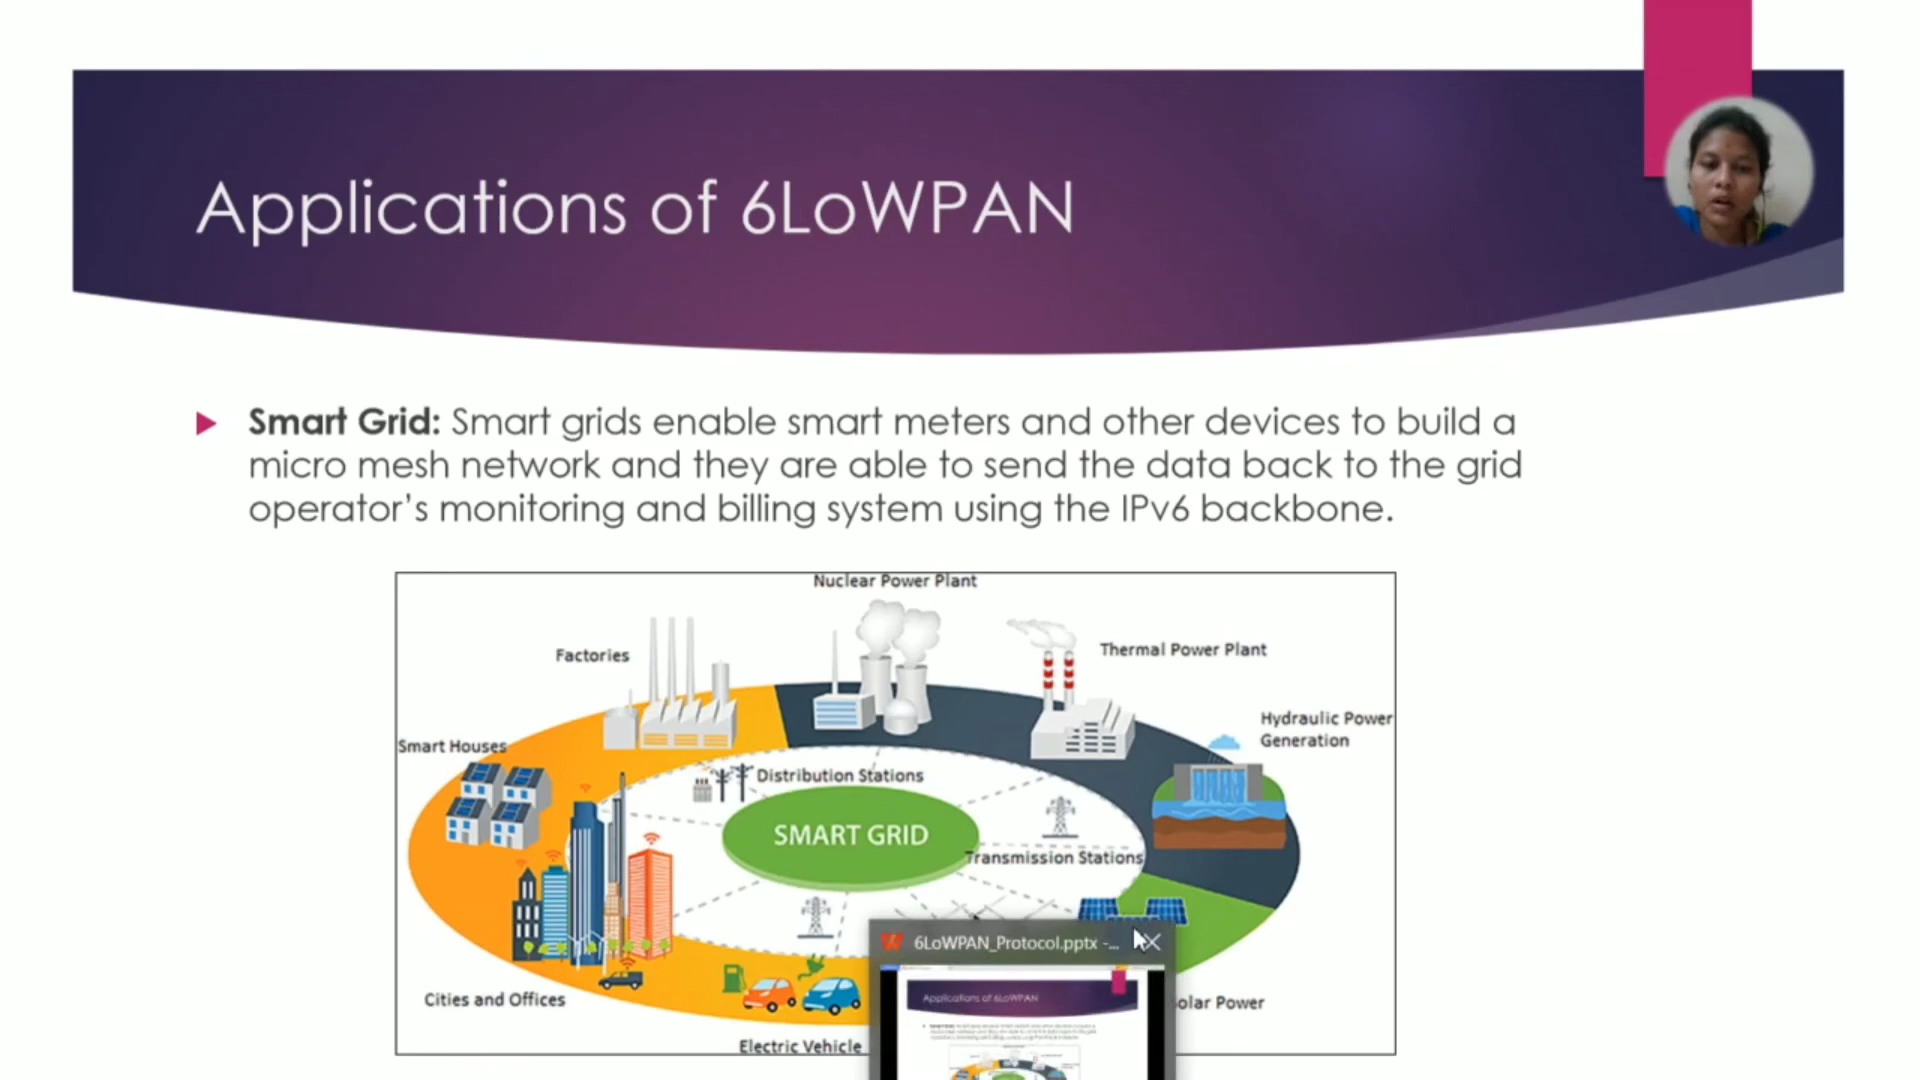 Applications of 6LoWPAN
Smart Grid: Smart grids enable smart meters and other devices to build a
micro mesh network and they are able to send the data back to the grid
operator's monitoring and billing system using the IPv6 backbone.
Nuclear Power Plant
Factories
Thermal Power Plant
Hydraulic Power
Generation
Smart Houses
Distribution Stations
SMART GRID
Transmission Stations
6LoWPAN_Protocol.pptx -...
Applications of 6LoWPAN
Cities and Offices
Solar Power
Electric Vehicle